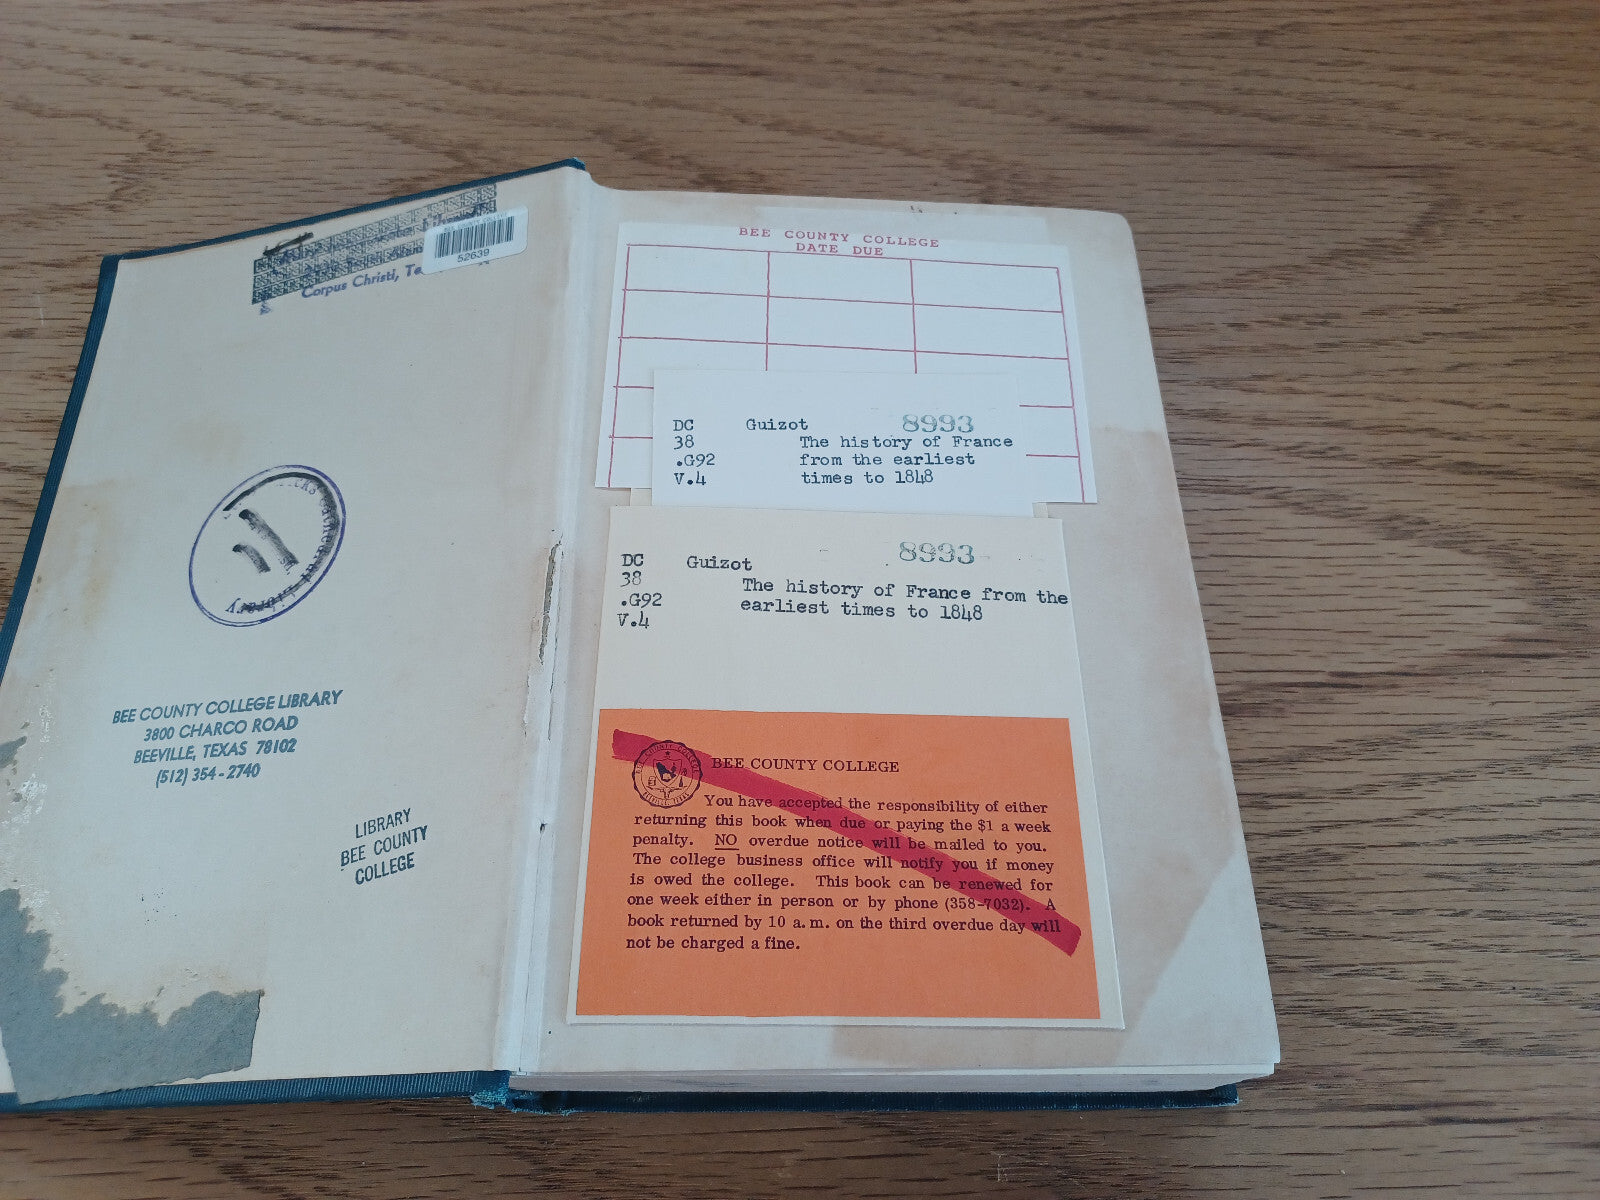 Corpus Christi,
52639
Library
BEE COUNTY COLLEGE LIBRARY
3800 CHARCO ROAD
BEEVILLE, TEXAS 78102
(512) 354-2740
LIBRARY
BEE COUNTY
COLLEGE
BEE COUNTY COLLEGE
DATE DUE
DC Guizot 8993
38 The history of France
.G92 from the earliest
V.4 times to 1848
DC Guizot 8993
38 The history of France from the
.G92 earliest times to 1848
V.4
BEE COUNTY COLLEGE
BEE COUNTY COLLEGE
You have accepted the responsibility of either
returning this book when due or paying the $1 a week
penalty. NO overdue notice will be mailed to you.
The college business office will notify you if money
is owed the college. This book can be renewed for
one week either in person or by phone (358-7032). A
book returned by 10 a.m. on the third overdue day will
not be charged a fine.